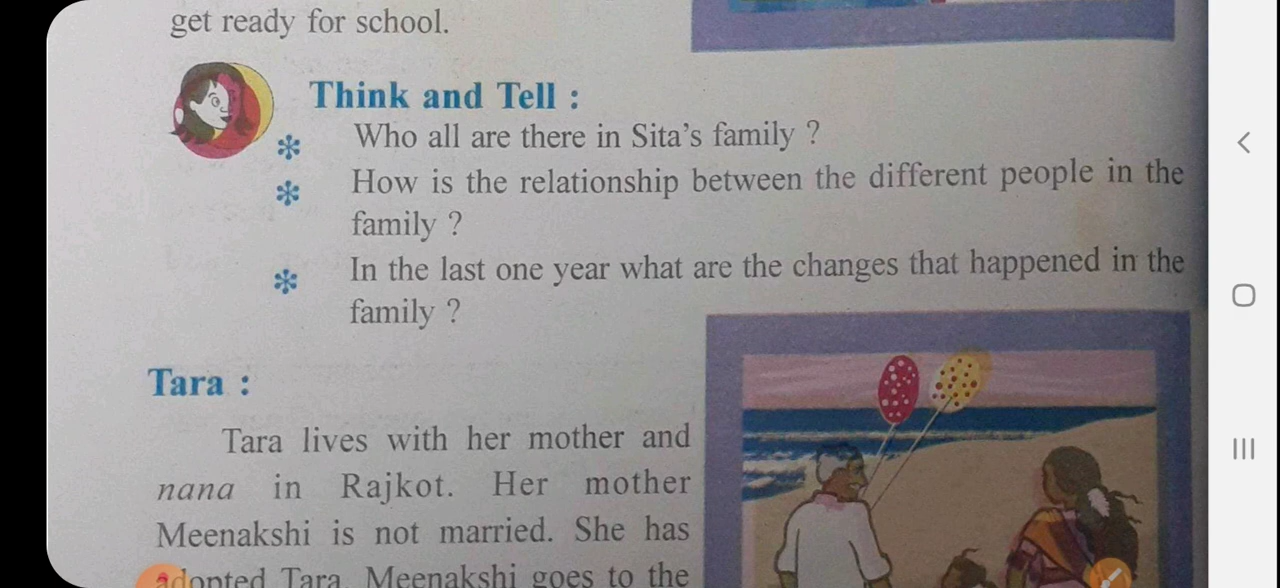 get ready for school.
Think and Tell :
Who all are there in Sita's family ?
How is the relationship between the different people in the
family ?
In the last one year what are the changes that happened in the
family ?
Tara :
Tara lives with her mother and
nana in Rajkot. Her mother
Meenakshi is not married. She has
adopted Tara. Meenakshi goes to the